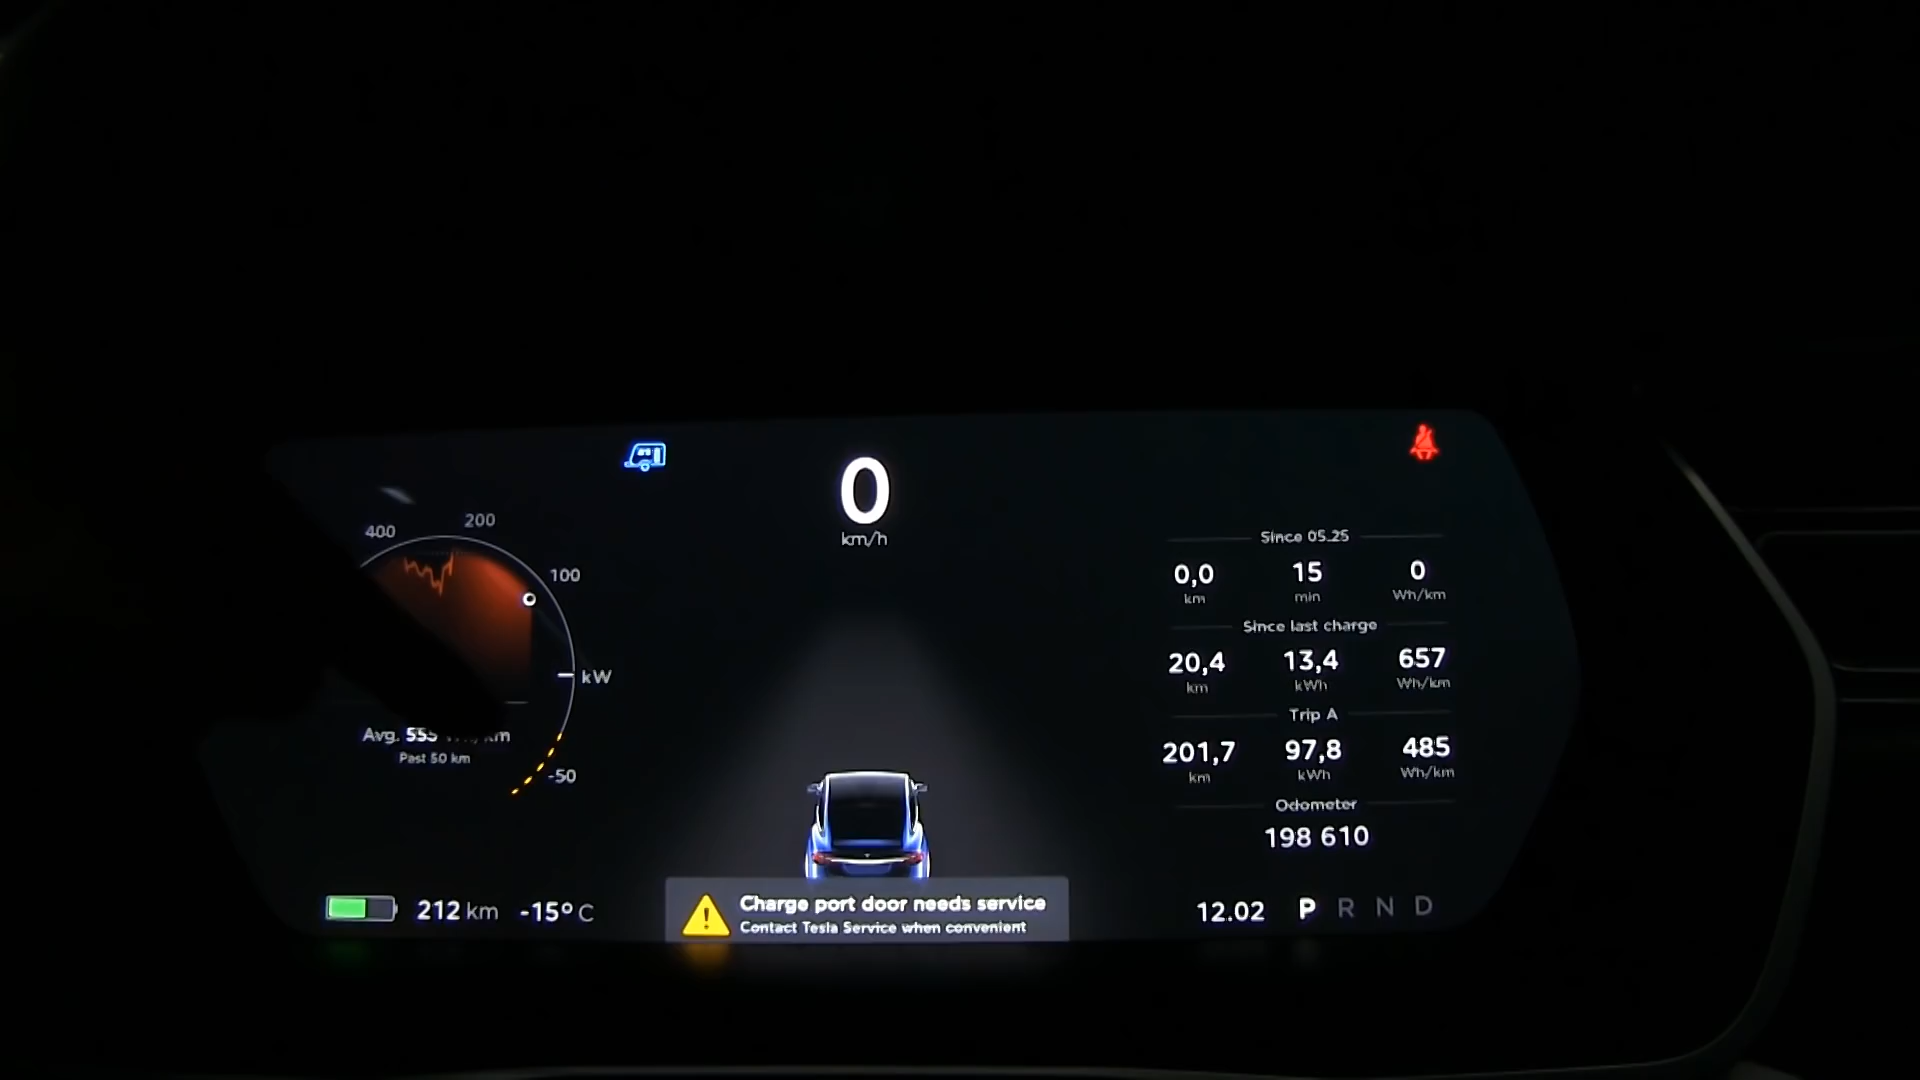 0
km/h
400
200
100
kW
-50
Avg. 555 km
Past 50 km
Since 05.25
0,0 15 0
km min Wh/km
Since last charge
20,4 13,4 657
km kWh Wh/km
Trip A
201,7 97,8 485
km kWh Wh/km
Odometer
198 610
212 km -15° C
Charge port door needs service
Contact Tesla Service when convenient
12.02 P R N D